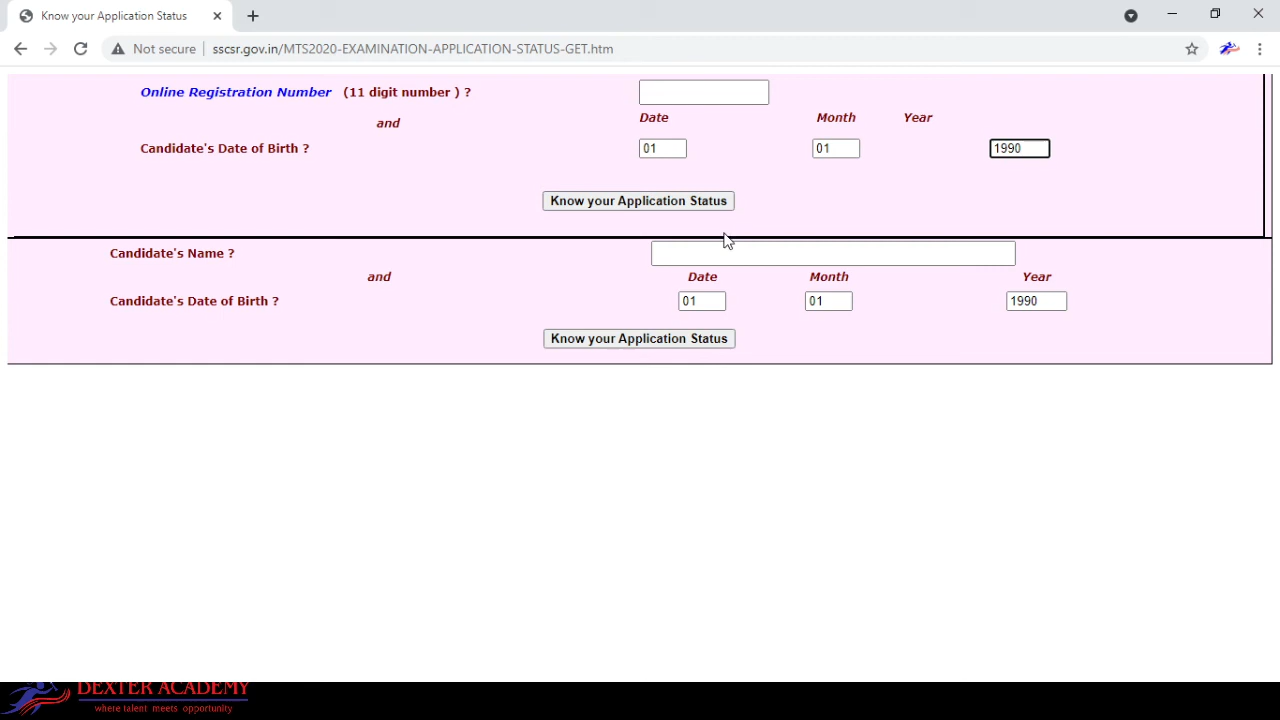 Know your Application Status
Not secure sscsr.gov.in/MTS2020-EXAMINATION-APPLICATION-STATUS-GET.htm
Online Registration Number (11 digit number ) ?
and
Date Month Year
Candidate's Date of Birth ? 01 01 1990
Know your Application Status
Candidate's Name ?
and Date Month Year
Candidate's Date of Birth ? 01 01 1990
Know your Application Status
DEXTER ACADEMY
where talent meets opportunity